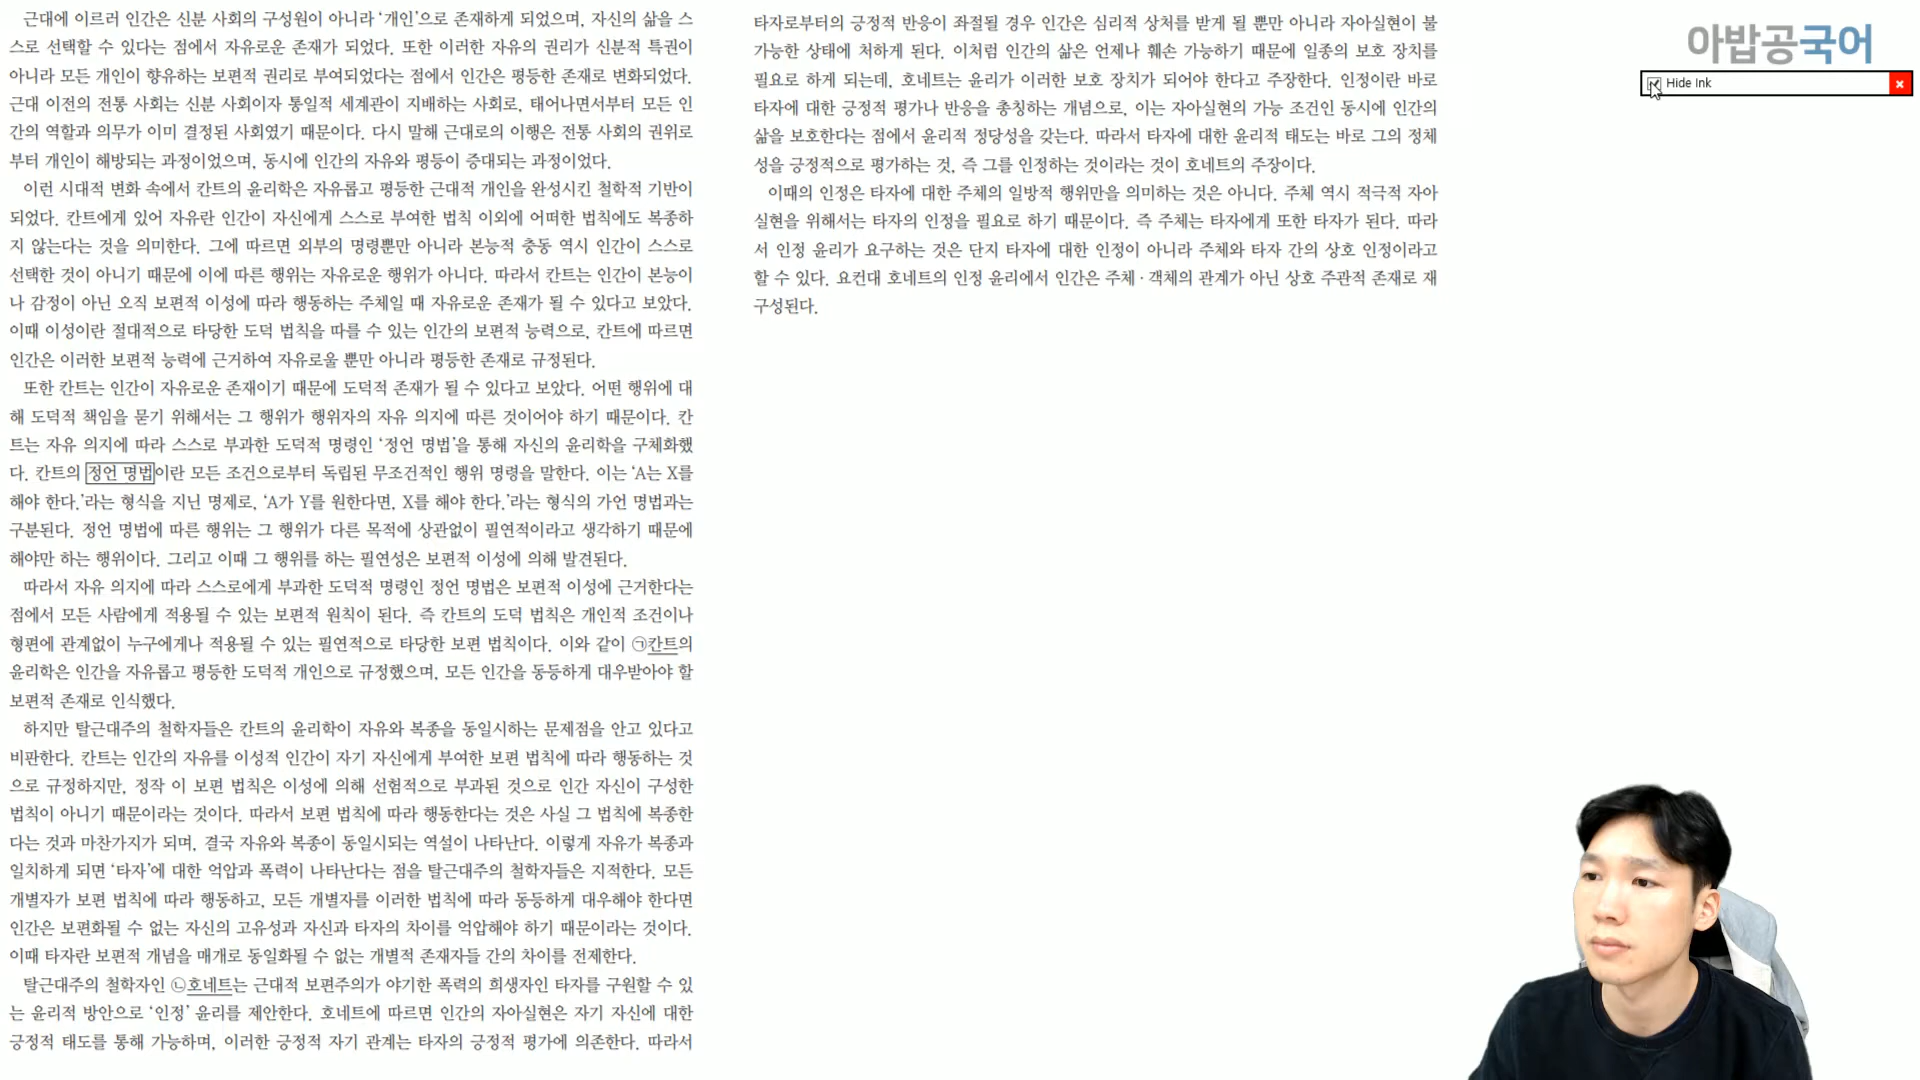 근대에 이르러 인간은 신분 사회의 구성원이 아니라 ‘개인’으로 존재하게 되었으며, 자신의 삶을 스
스로 선택할 수 있다는 점에서 자유로운 존재가 되었다. 또한 이러한 자유의 권리가 신분적 특권이
아니라 모든 개인이 향유하는 보편적 권리로 부여되었다는 점에서 인간은 평등한 존재로 변화되었다.
근대 이전의 전통 사회는 신분 사회이자 통일적 세계관이 지배하는 사회로, 태어나면서부터 모든 인
간의 역할과 의무가 이미 결정된 사회였기 때문이다. 다시 말해 근대로의 이행은 전통 사회의 권위로
부터 개인이 해방되는 과정이었으며, 동시에 인간의 자유와 평등이 증대되는 과정이었다.
이런 시대적 변화 속에서 칸트의 윤리학은 자유롭고 평등한 근대적 개인을 완성시킨 철학적 기반이
되었다. 칸트에게 있어 자유란 인간이 자신에게 스스로 부여한 법칙 이외에 어떠한 법칙에도 복종하
지 않는다는 것을 의미한다. 그에 따르면 외부의 명령뿐만 아니라 본능적 충동 역시 인간이 스스로
선택한 것이 아니기 때문에 이에 따른 행위는 자유로운 행위가 아니다. 따라서 칸트는 인간이 본능이
나 감정이 아닌 오직 보편적 이성에 따라 행동하는 주체일 때 자유로운 존재가 될 수 있다고 보았다.
이때 이성이란 절대적으로 타당한 도덕 법칙을 따를 수 있는 인간의 보편적 능력으로, 칸트에 따르면
인간은 이러한 보편적 능력에 근거하여 자유로울 뿐만 아니라 평등한 존재로 규정된다.
또한 칸트는 인간이 자유로운 존재이기 때문에 도덕적 존재가 될 수 있다고 보았다. 어떤 행위에 대
해 도덕적 책임을 묻기 위해서는 그 행위가 행위자의 자유 의지에 따른 것이어야 하기 때문이다. 칸
트는 자유 의지에 따라 스스로 부과한 도덕적 명령인 ‘정언 명법’을 통해 자신의 윤리학을 구체화했
다. 칸트의 정언 명법이란 모든 조건으로부터 독립된 무조건적인 행위 명령을 말한다. 이는 ‘A는 X를
해야 한다.’라는 형식을 지닌 명제로, ‘A가 Y를 원한다면, X를 해야 한다.’라는 형식의 가언 명법과는
구분된다. 정언 명법에 따른 행위는 그 행위가 다른 목적에 상관없이 필연적이라고 생각하기 때문에
해야만 하는 행위이다. 그리고 이때 그 행위를 하는 필연성은 보편적 이성에 의해 발견된다.
따라서 자유 의지에 따라 스스로에게 부과한 도덕적 명령인 정언 명법은 보편적 이성에 근거한다는
점에서 모든 사람에게 적용될 수 있는 보편적 원칙이 된다. 즉 칸트의 도덕 법칙은 개인적 조건이나
형편에 관계없이 누구에게나 적용될 수 있는 필연적으로 타당한 보편 법칙이다. 이와 같이 ㉠칸트의
윤리학은 인간을 자유롭고 평등한 도덕적 개인으로 규정했으며, 모든 인간을 동등하게 대우받아야 할
보편적 존재로 인식했다.
하지만 탈근대주의 철학자들은 칸트의 윤리학이 자유와 복종을 동일시하는 문제점을 안고 있다고
비판한다. 칸트는 인간의 자유를 이성적 인간이 자기 자신에게 부여한 보편 법칙에 따라 행동하는 것
으로 규정하지만, 정작 이 보편 법칙은 이성에 의해 선험적으로 부과된 것으로 인간 자신이 구성한
법칙이 아니기 때문이라는 것이다. 따라서 보편 법칙에 따라 행동한다는 것은 사실 그 법칙에 복종한
다는 것과 마찬가지가 되며, 결국 자유와 복종이 동일시되는 역설이 나타난다. 이렇게 자유가 복종과
일치하게 되면 ‘타자’에 대한 억압과 폭력이 나타난다는 점을 탈근대주의 철학자들은 지적한다. 모든
개별자가 보편 법칙에 따라 행동하고, 모든 개별자를 이러한 법칙에 따라 동등하게 대우해야 한다면
인간은 보편화될 수 없는 자신의 고유성과 자신과 타자의 차이를 억압해야 하기 때문이라는 것이다.
이때 타자란 보편적 개념을 매개로 동일화될 수 없는 개별적 존재자들 간의 차이를 전제한다.
탈근대주의 철학자인 ㉡호네트는 근대적 보편주의가 야기한 폭력의 희생자인 타자를 구원할 수 있
는 윤리적 방안으로 ‘인정’ 윤리를 제안한다. 호네트에 따르면 인간의 자아실현은 자기 자신에 대한
긍정적 태도를 통해 가능하며, 이러한 긍정적 자기 관계는 타자의 긍정적 평가에 의존한다. 따라서
타자로부터의 긍정적 반응이 좌절될 경우 인간은 심리적 상처를 받게 될 뿐만 아니라 자아실현이 불
가능한 상태에 처하게 된다. 이처럼 인간의 삶은 언제나 훼손 가능하기 때문에 일종의 보호 장치를
필요로 하게 되는데, 호네트는 윤리가 이러한 보호 장치가 되어야 한다고 주장한다. 인정이란 바로
타자에 대한 긍정적 평가나 반응을 총칭하는 개념으로, 이는 자아실현의 가능 조건인 동시에 인간의
삶을 보호한다는 점에서 윤리적 정당성을 갖는다. 따라서 타자에 대한 윤리적 태도는 바로 그의 정체
성을 긍정적으로 평가하는 것, 즉 그를 인정하는 것이라는 것이 호네트의 주장이다.
이때의 인정은 타자에 대한 주체의 일방적 행위만을 의미하는 것은 아니다. 주체 역시 적극적 자아
실현을 위해서는 타자의 인정을 필요로 하기 때문이다. 즉 주체는 타자에게 또한 타자가 된다. 따라
서 인정 윤리가 요구하는 것은 단지 타자에 대한 인정이 아니라 주체와 타자 간의 상호 인정이라고
할 수 있다. 요컨대 호네트의 인정 윤리에서 인간은 주체·객체의 관계가 아닌 상호 주관적 존재로 재
구성된다.
아밥공국어
Hide Ink